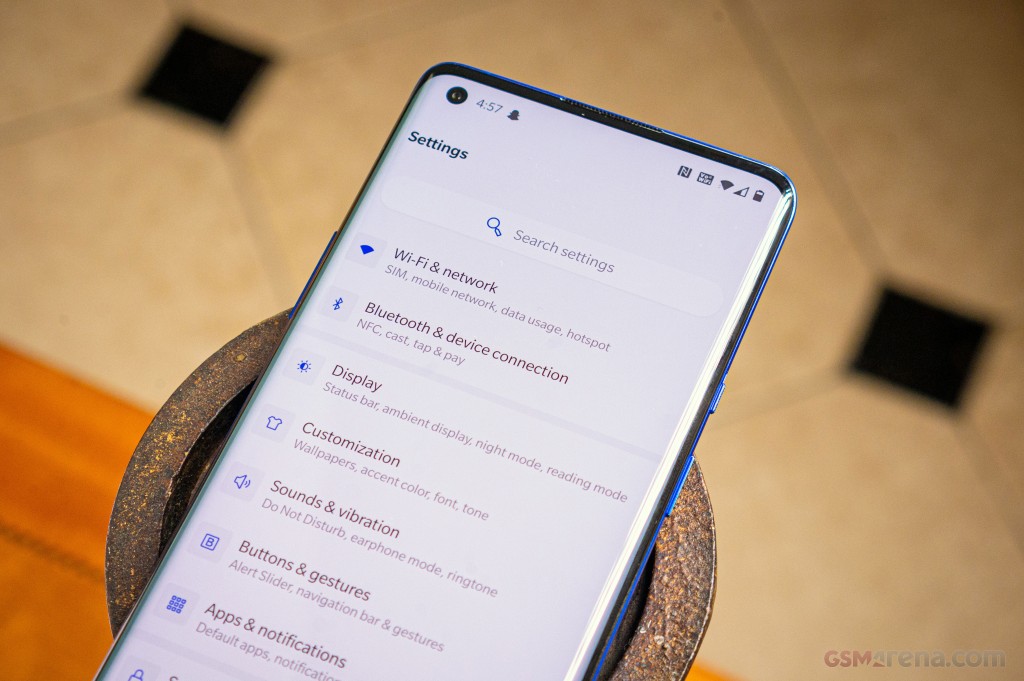 4:57
Settings
Search settings
Wi-Fi & network
SIM, mobile network, data usage, hotspot
Bluetooth & device connection
NFC, cast, tap & pay
Display
Status bar, ambient display, night mode, reading mode
Customization
Wallpapers, accent color, font, tone
Sounds & vibration
Do Not Disturb, earphone mode, ringtone
Buttons & gestures
Alert Slider, navigation bar & gestures
Apps & notifications
Default apps,
GSMArena.com